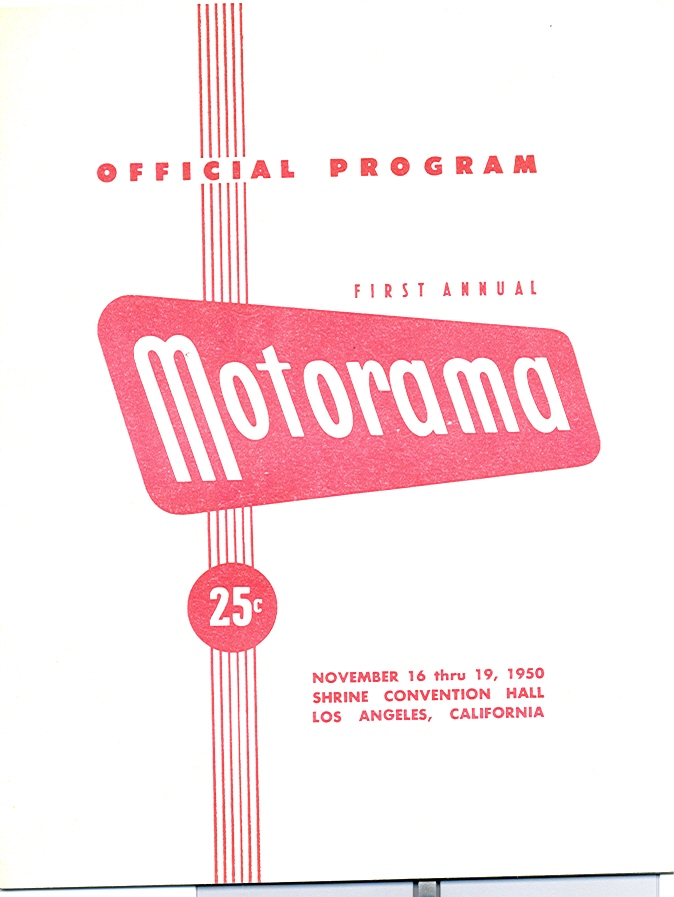 OFFICIAL PROGRAM
FIRST ANNUAL
Motorama
25c
NOVEMBER 16 thru 19, 1950
SHRINE CONVENTION HALL
LOS ANGELES, CALIFORNIA